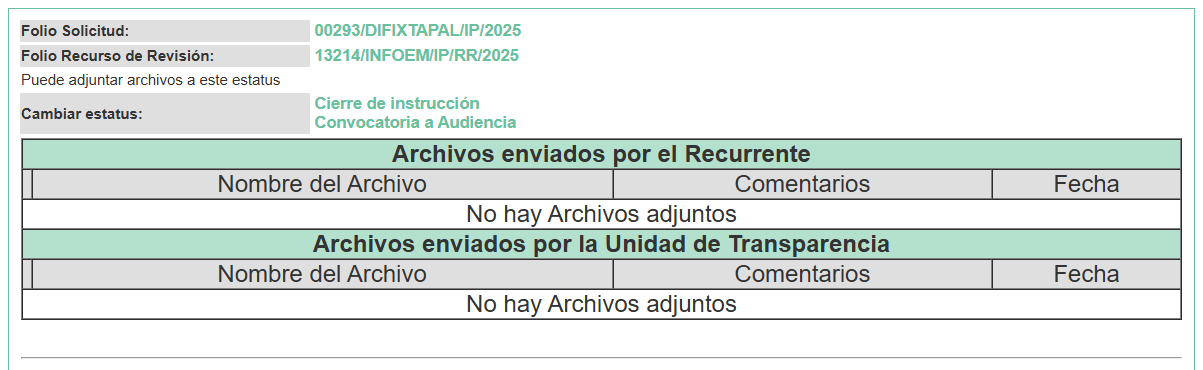 Folio Solicitud: 00293/DIFIXTAPAL/IP/2025
Folio Recurso de Revisión: 13214/INFOEM/IP/RR/2025
Puede adjuntar archivos a este estatus
Cambiar estatus: Cierre de instrucción
Convocatoria a Audiencia
Archivos enviados por el Recurrente
Nombre del Archivo Comentarios Fecha
No hay Archivos adjuntos
Archivos enviados por la Unidad de Transparencia
Nombre del Archivo Comentarios Fecha
No hay Archivos adjuntos